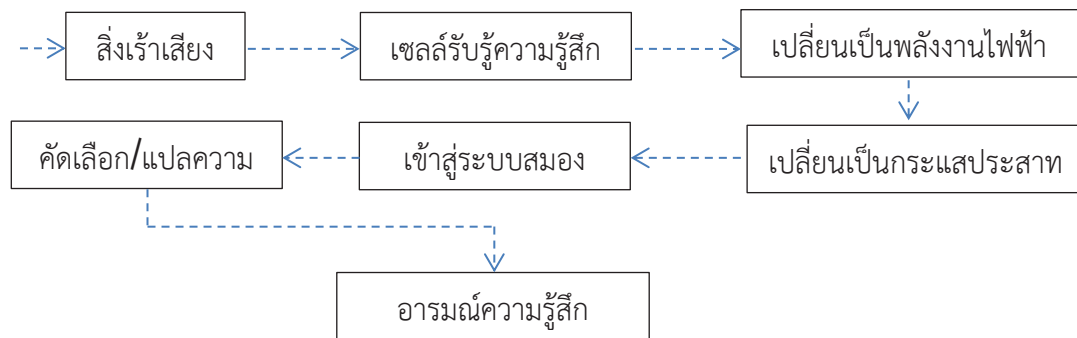 สิ่งเร้าเสียง
เซลล์รับรู้ความรู้สึก
เปลี่ยนเป็นพลังงานไฟฟ้า
เปลี่ยนเป็นกระแสประสาท
เข้าสู่ระบบสมอง
คัดเลือก/แปลความ
อารมณ์ความรู้สึก